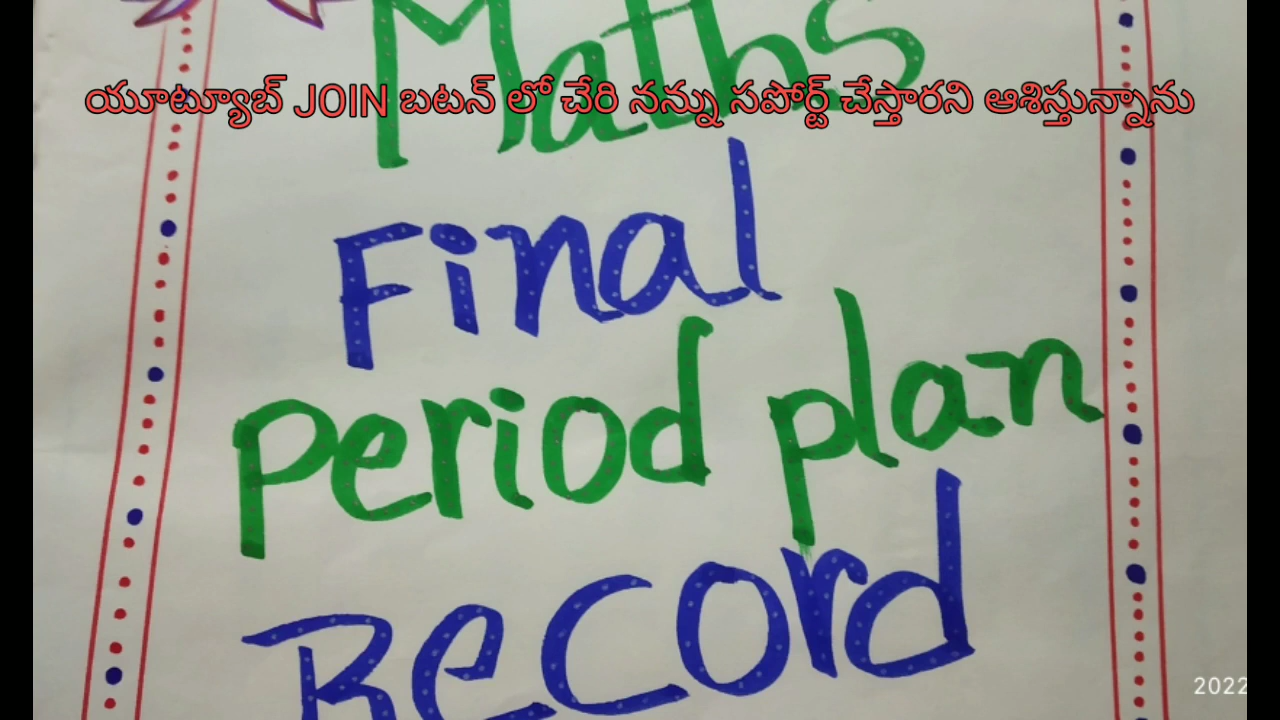 Maths
యూట్యూబ్ JOIN బటన్ లో చేరి నన్ను సపోర్ట్ చేస్తారని ఆశిస్తున్నాను
Final
period plan
Record
2022